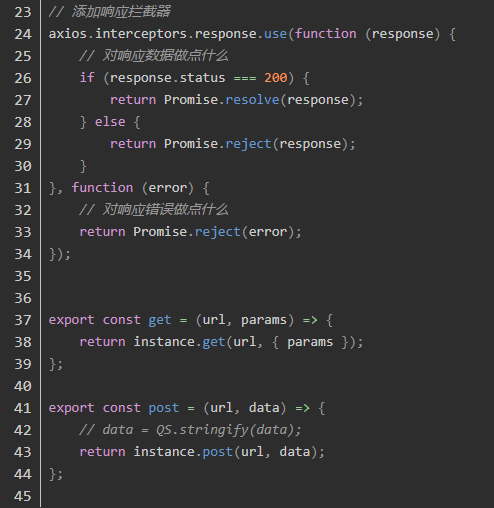 23 // 添加响应拦截器
24 axios.interceptors.response.use(function (response) {
25     // 对响应数据做点什么
26     if (response.status === 200) {
27         return Promise.resolve(response);
28     } else {
29         return Promise.reject(response);
30     }
31 }, function (error) {
32     // 对响应错误做点什么
33     return Promise.reject(error);
34 });
35
36
37 export const get = (url, params) => {
38     return instance.get(url, { params });
39 };
40
41 export const post = (url, data) => {
42     // data = QS.stringify(data);
43     return instance.post(url, data);
44 };
45